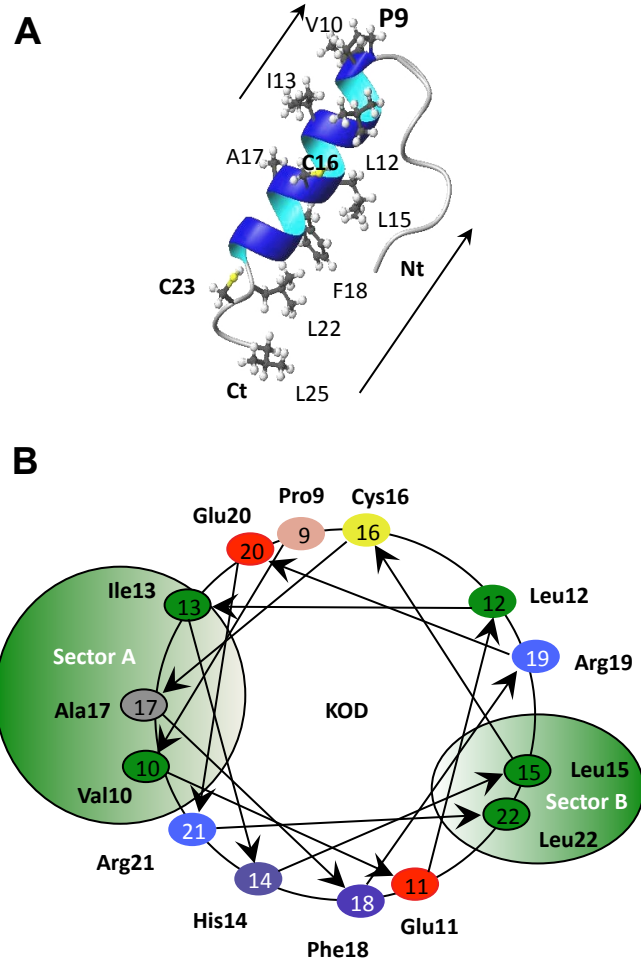 A
V10
P9
I13
A17
C16
L12
L15
Nt
C23
F18
L22
Ct
L25
B
Pro9
Cys16
Glu20
9
16
20
Ile13
13
12
Leu12
Sector A
19
Arg19
Ala17
17
KOD
10
15
Leu15
Val10
Sector B
22
Leu22
21
Arg21
14
11
18
His14
Glu11
Phe18